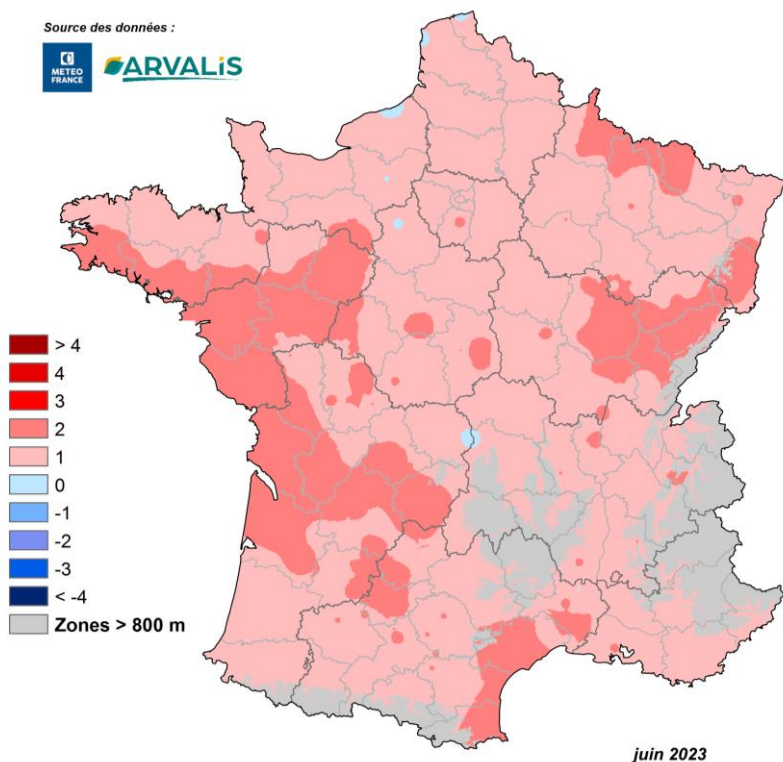 Source des données :
METEO
FRANCE
ARVALIS
> 4
4
3
2
1
0
-1
-2
-3
< -4
Zones > 800 m
juin 2023